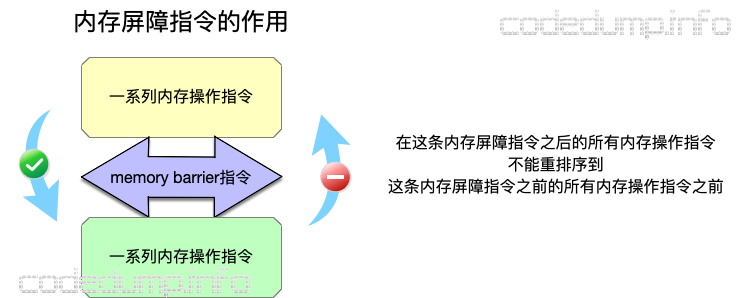 内存屏障指令的作用
codedump.info
一系列内存操作指令
memory barrier指令
一系列内存操作指令
在这条内存屏障指令之后的所有内存操作指令
不能重排序到
这条内存屏障指令之前的所有内存操作指令之前
codedump.info